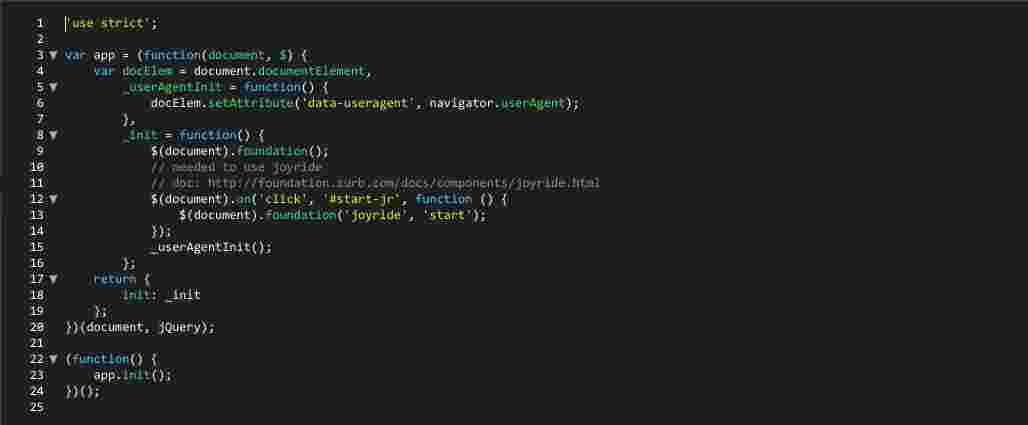 1 'use strict';
2
3 var app = (function(document, $) {
4     var docElem = document.documentElement,
5         _userAgentInit = function() {
6             docElem.setAttribute('data-useragent', navigator.userAgent);
7         },
8         _init = function() {
9             $(document).foundation();
10             // needed to use joyride
11             // doc: http://foundation.zurb.com/docs/components/joyride.html
12             $(document).on('click', '#start-jr', function () {
13                 $(document).foundation('joyride', 'start');
14             });
15             _userAgentInit();
16         };
17     return {
18         init: _init
19     };
20 })(document, jQuery);
21
22 (function() {
23     app.init();
24 })();
25